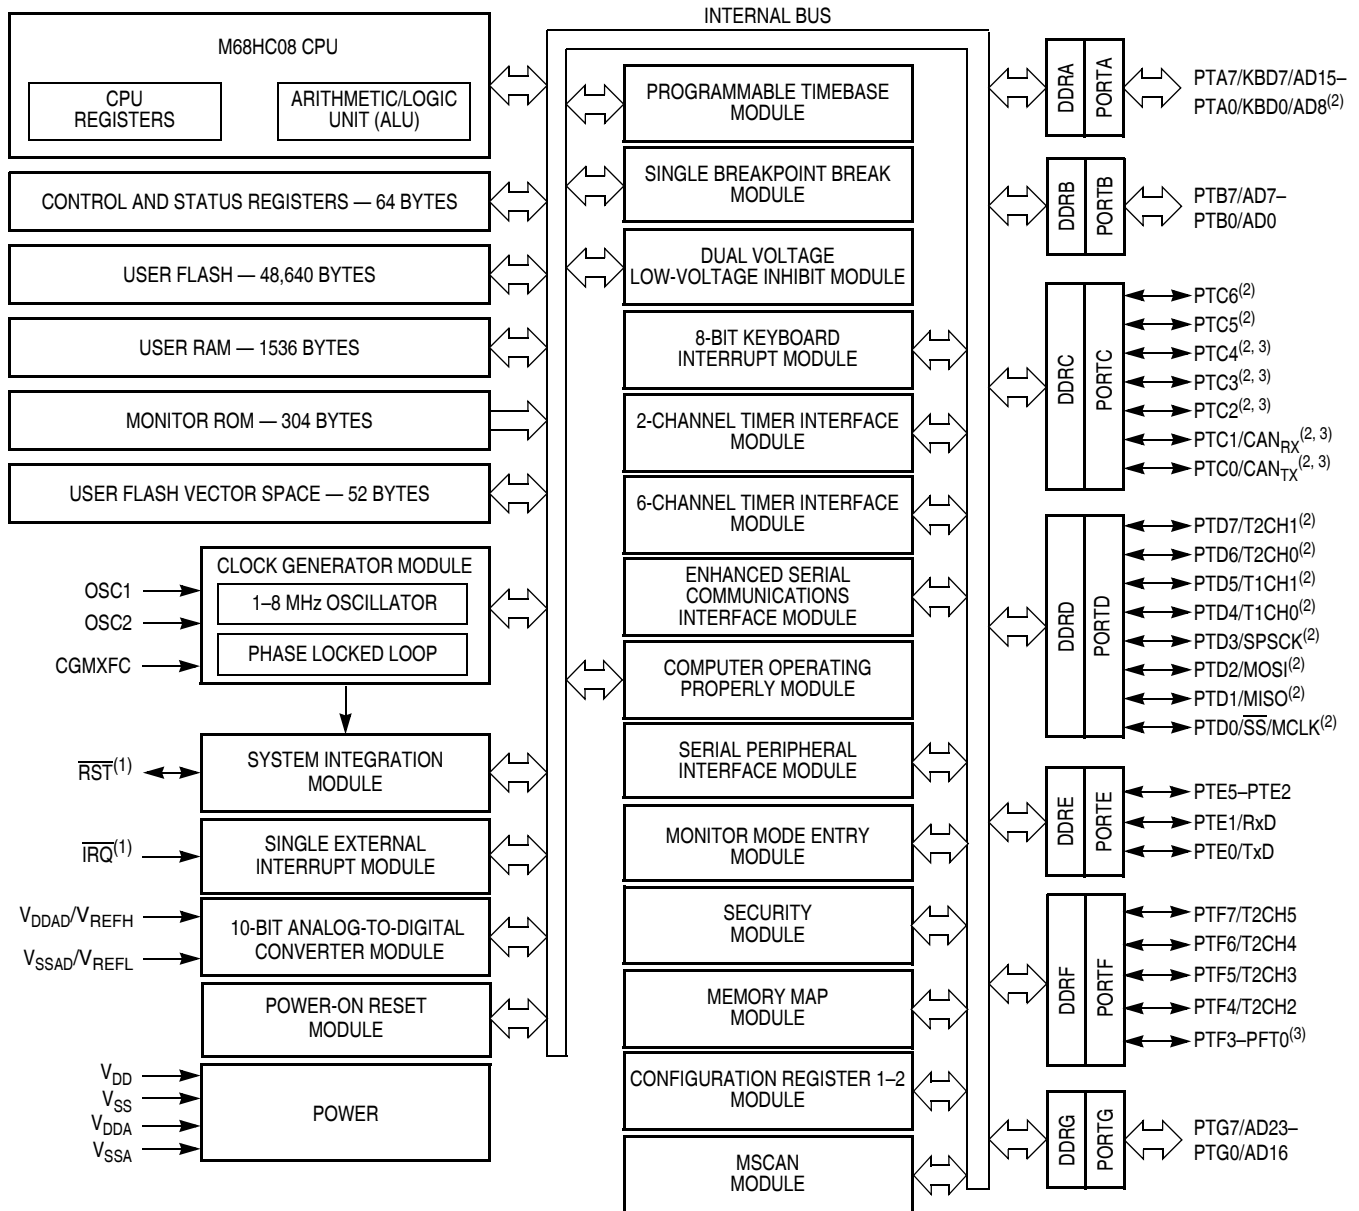 INTERNAL BUS
M68HC08 CPU
CPU
REGISTERS
ARITHMETIC/LOGIC
UNIT (ALU)
CONTROL AND STATUS REGISTERS — 64 BYTES
USER FLASH — 48,640 BYTES
USER RAM — 1536 BYTES
MONITOR ROM — 304 BYTES
USER FLASH VECTOR SPACE — 52 BYTES
CLOCK GENERATOR MODULE
1–8 MHz OSCILLATOR
PHASE LOCKED LOOP
OSC1
OSC2
CGMXFC
SYSTEM INTEGRATION
MODULE
RST(1)
SINGLE EXTERNAL
INTERRUPT MODULE
IRQ(1)
10-BIT ANALOG-TO-DIGITAL
CONVERTER MODULE
VDDAD/VREFH
VSSAD/VREFL
POWER-ON RESET
MODULE
POWER
VDD
VSS
VDDA
VSSA
PROGRAMMABLE TIMEBASE
MODULE
SINGLE BREAKPOINT BREAK
MODULE
DUAL VOLTAGE
LOW-VOLTAGE INHIBIT MODULE
8-BIT KEYBOARD
INTERRUPT MODULE
2-CHANNEL TIMER INTERFACE
MODULE
6-CHANNEL TIMER INTERFACE
MODULE
ENHANCED SERIAL
COMMUNICATIONS
INTERFACE MODULE
COMPUTER OPERATING
PROPERLY MODULE
SERIAL PERIPHERAL
INTERFACE MODULE
MONITOR MODE ENTRY
MODULE
SECURITY
MODULE
MEMORY MAP
MODULE
CONFIGURATION REGISTER 1–2
MODULE
MSCAN
MODULE
DDRA
PORTA
PTA7/KBD7/AD15–
PTA0/KBD0/AD8(2)
DDRB
PORTB
PTB7/AD7–
PTB0/AD0
DDRC
PORTC
PTC6(2)
PTC5(2)
PTC4(2, 3)
PTC3(2, 3)
PTC2(2, 3)
PTC1/CANRX(2, 3)
PTC0/CANTX(2, 3)
DDRD
PORTD
PTD7/T2CH1(2)
PTD6/T2CH0(2)
PTD5/T1CH1(2)
PTD4/T1CH0(2)
PTD3/SPSCK(2)
PTD2/MOSI(2)
PTD1/MISO(2)
PTD0/SS/MCLK(2)
DDRE
PORTE
PTE5–PTE2
PTE1/RxD
PTE0/TxD
DDRF
PORTF
PTF7/T2CH5
PTF6/T2CH4
PTF5/T2CH3
PTF4/T2CH2
PTF3–PFT0(3)
DDRG
PORTG
PTG7/AD23–
PTG0/AD16